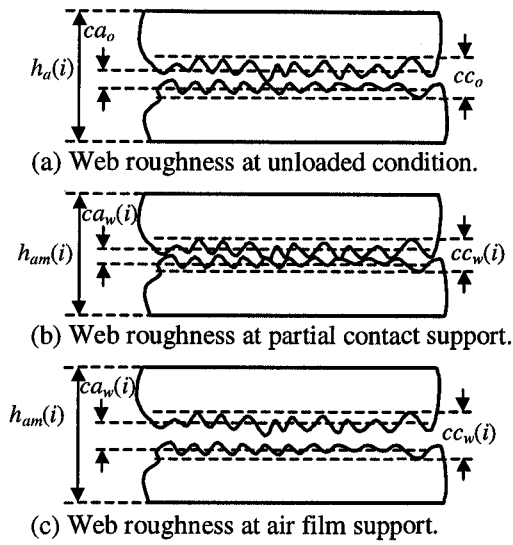 ca_o
h_a(i)
cc_o
(a) Web roughness at unloaded condition.
ca_w(i)
h_am(i)
cc_w(i)
(b) Web roughness at partial contact support.
ca_w(i)
h_am(i)
cc_w(i)
(c) Web roughness at air film support.